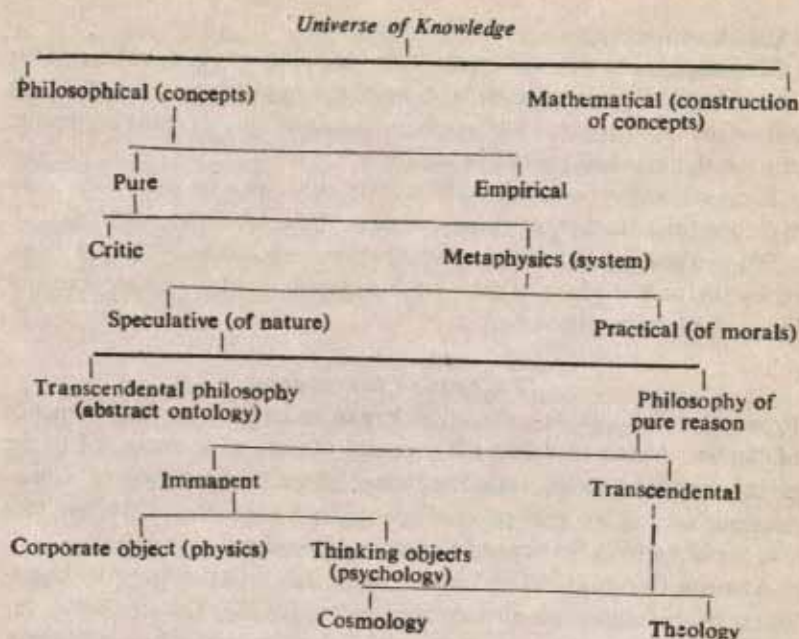 Universe of Knowledge
Philosophical (concepts)
Mathematical (construction
of concepts)
Pure
Empirical
Critic
Metaphysics (system)
Speculative (of nature)
Practical (of morals)
Transcendental philosophy
(abstract ontology)
Philosophy of
pure reason
Immanent
Transcendental
Corporate object (physics)
Thinking objects
(psychology)
Cosmology
Theology